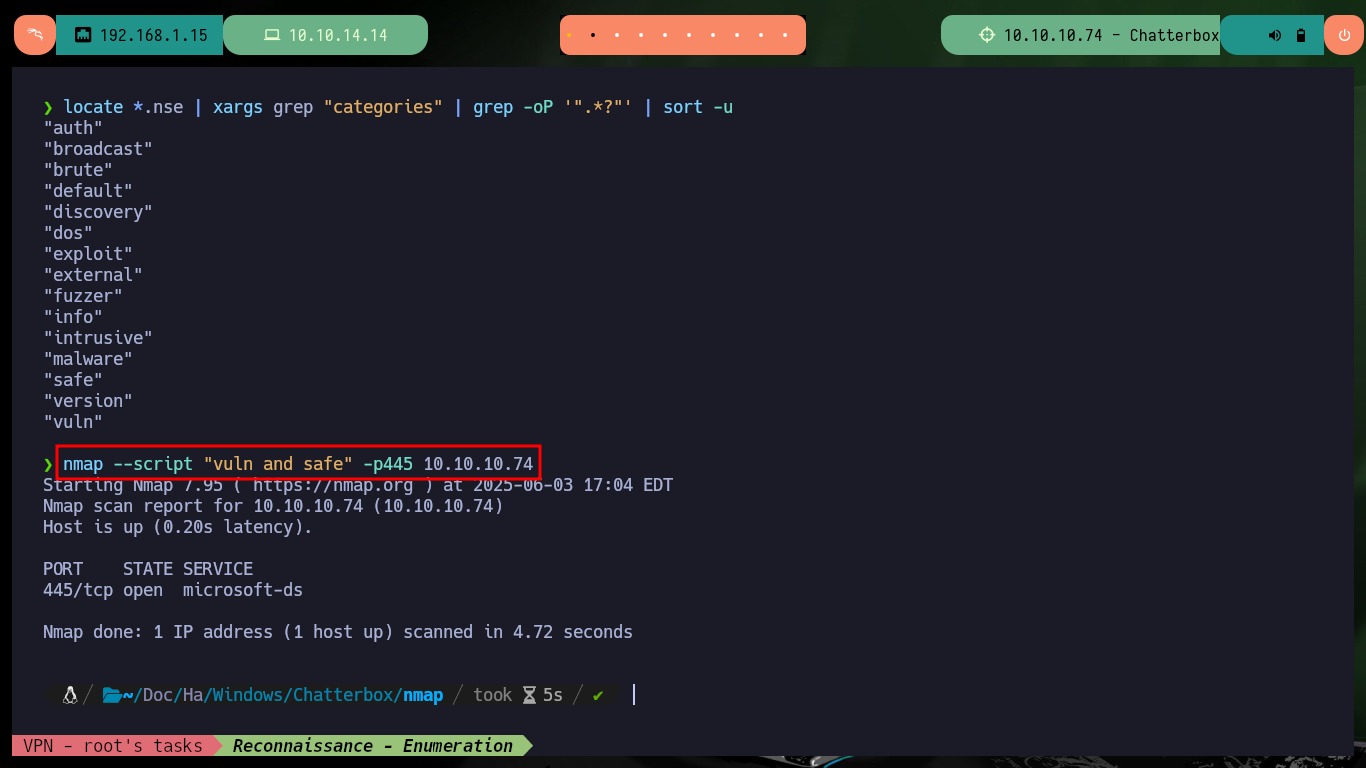 192.168.1.15
10.10.14.14
10.10.10.74 - Chatterbox
❯ locate *.nse | xargs grep "categories" | grep -oP '".*?"' | sort -u
"auth"
"broadcast"
"brute"
"default"
"discovery"
"dos"
"exploit"
"external"
"fuzzer"
"info"
"intrusive"
"malware"
"safe"
"version"
"vuln"
❯ nmap --script "vuln and safe" -p445 10.10.10.74
Starting Nmap 7.95 ( https://nmap.org ) at 2025-06-03 17:04 EDT
Nmap scan report for 10.10.10.74 (10.10.10.74)
Host is up (0.20s latency).
PORT    STATE SERVICE
445/tcp open  microsoft-ds
Nmap done: 1 IP address (1 host up) scanned in 4.72 seconds
~/Doc/Ha/Windows/Chatterbox/nmap / took 5s / ✔
VPN - root's tasks Reconnaissance - Enumeration